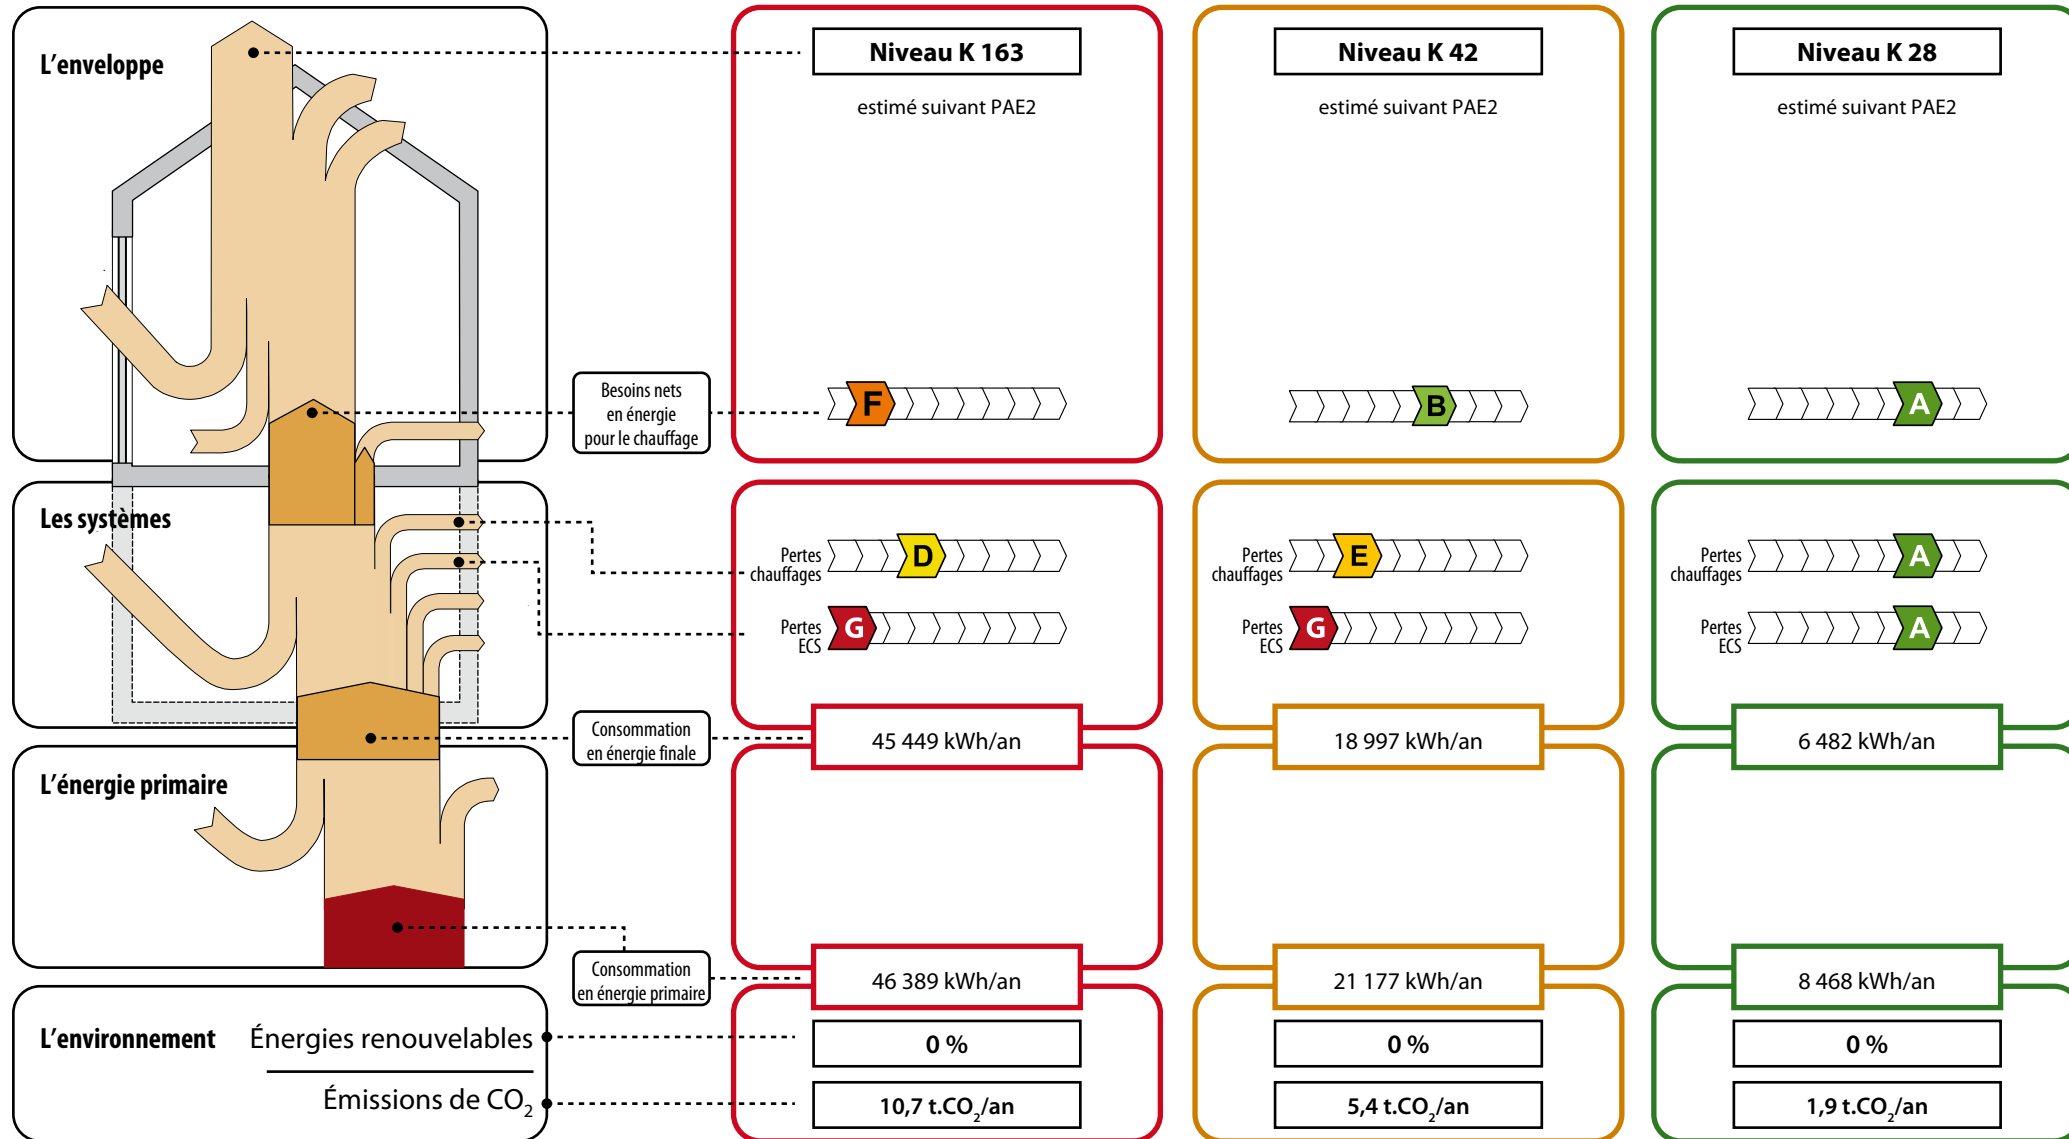 L'enveloppe
Niveau K 163
Niveau K 42
Niveau K 28
estimé suivant PAE2
estimé suivant PAE2
estimé suivant PAE2
Besoins nets
en énergie
pour le chauffage
F
B
A
Les systèmes
Pertes
chauffages
D
Pertes
chauffages
E
Pertes
chauffages
A
Pertes
ECS
G
Pertes
ECS
G
Pertes
ECS
A
Consommation
en énergie finale
45 449 kWh/an
18 997 kWh/an
6 482 kWh/an
L'énergie primaire
Consommation
en énergie primaire
46 389 kWh/an
21 177 kWh/an
8 468 kWh/an
L'environnement
Énergies renouvelables
0 %
0 %
0 %
Émissions de CO₂
10,7 t.CO₂/an
5,4 t.CO₂/an
1,9 t.CO₂/an